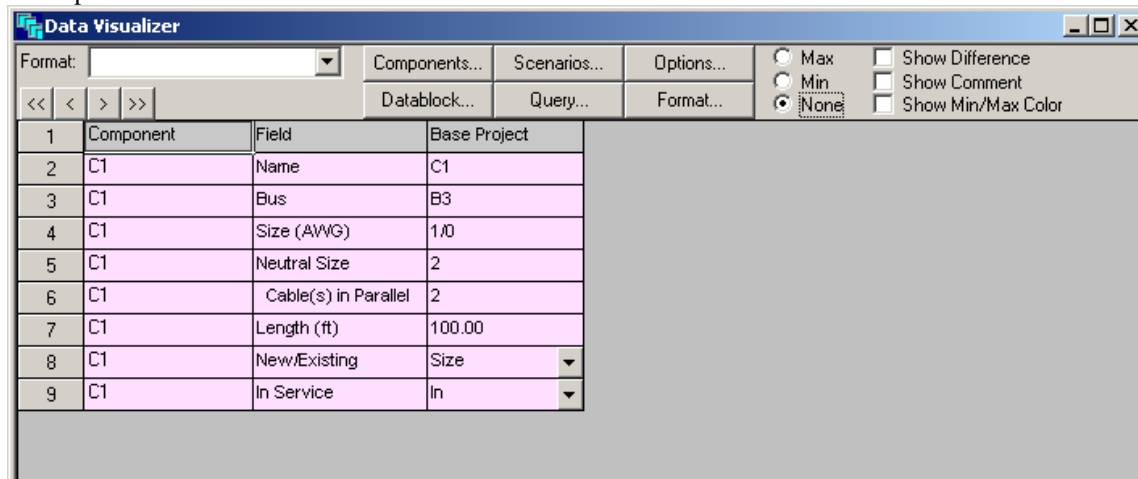 Data Visualizer
Format: Components... Scenarios... Options... Max Show Difference
Min Show Comment
<< < > >> Datablock... Query... Format... None Show Min/Max Color
1 Component Field Base Project
2 C1 Name C1
3 C1 Bus B3
4 C1 Size (AWG) 1/0
5 C1 Neutral Size 2
6 C1 Cable(s) in Parallel 2
7 C1 Length (ft) 100.00
8 C1 New/Existing Size
9 C1 In Service In